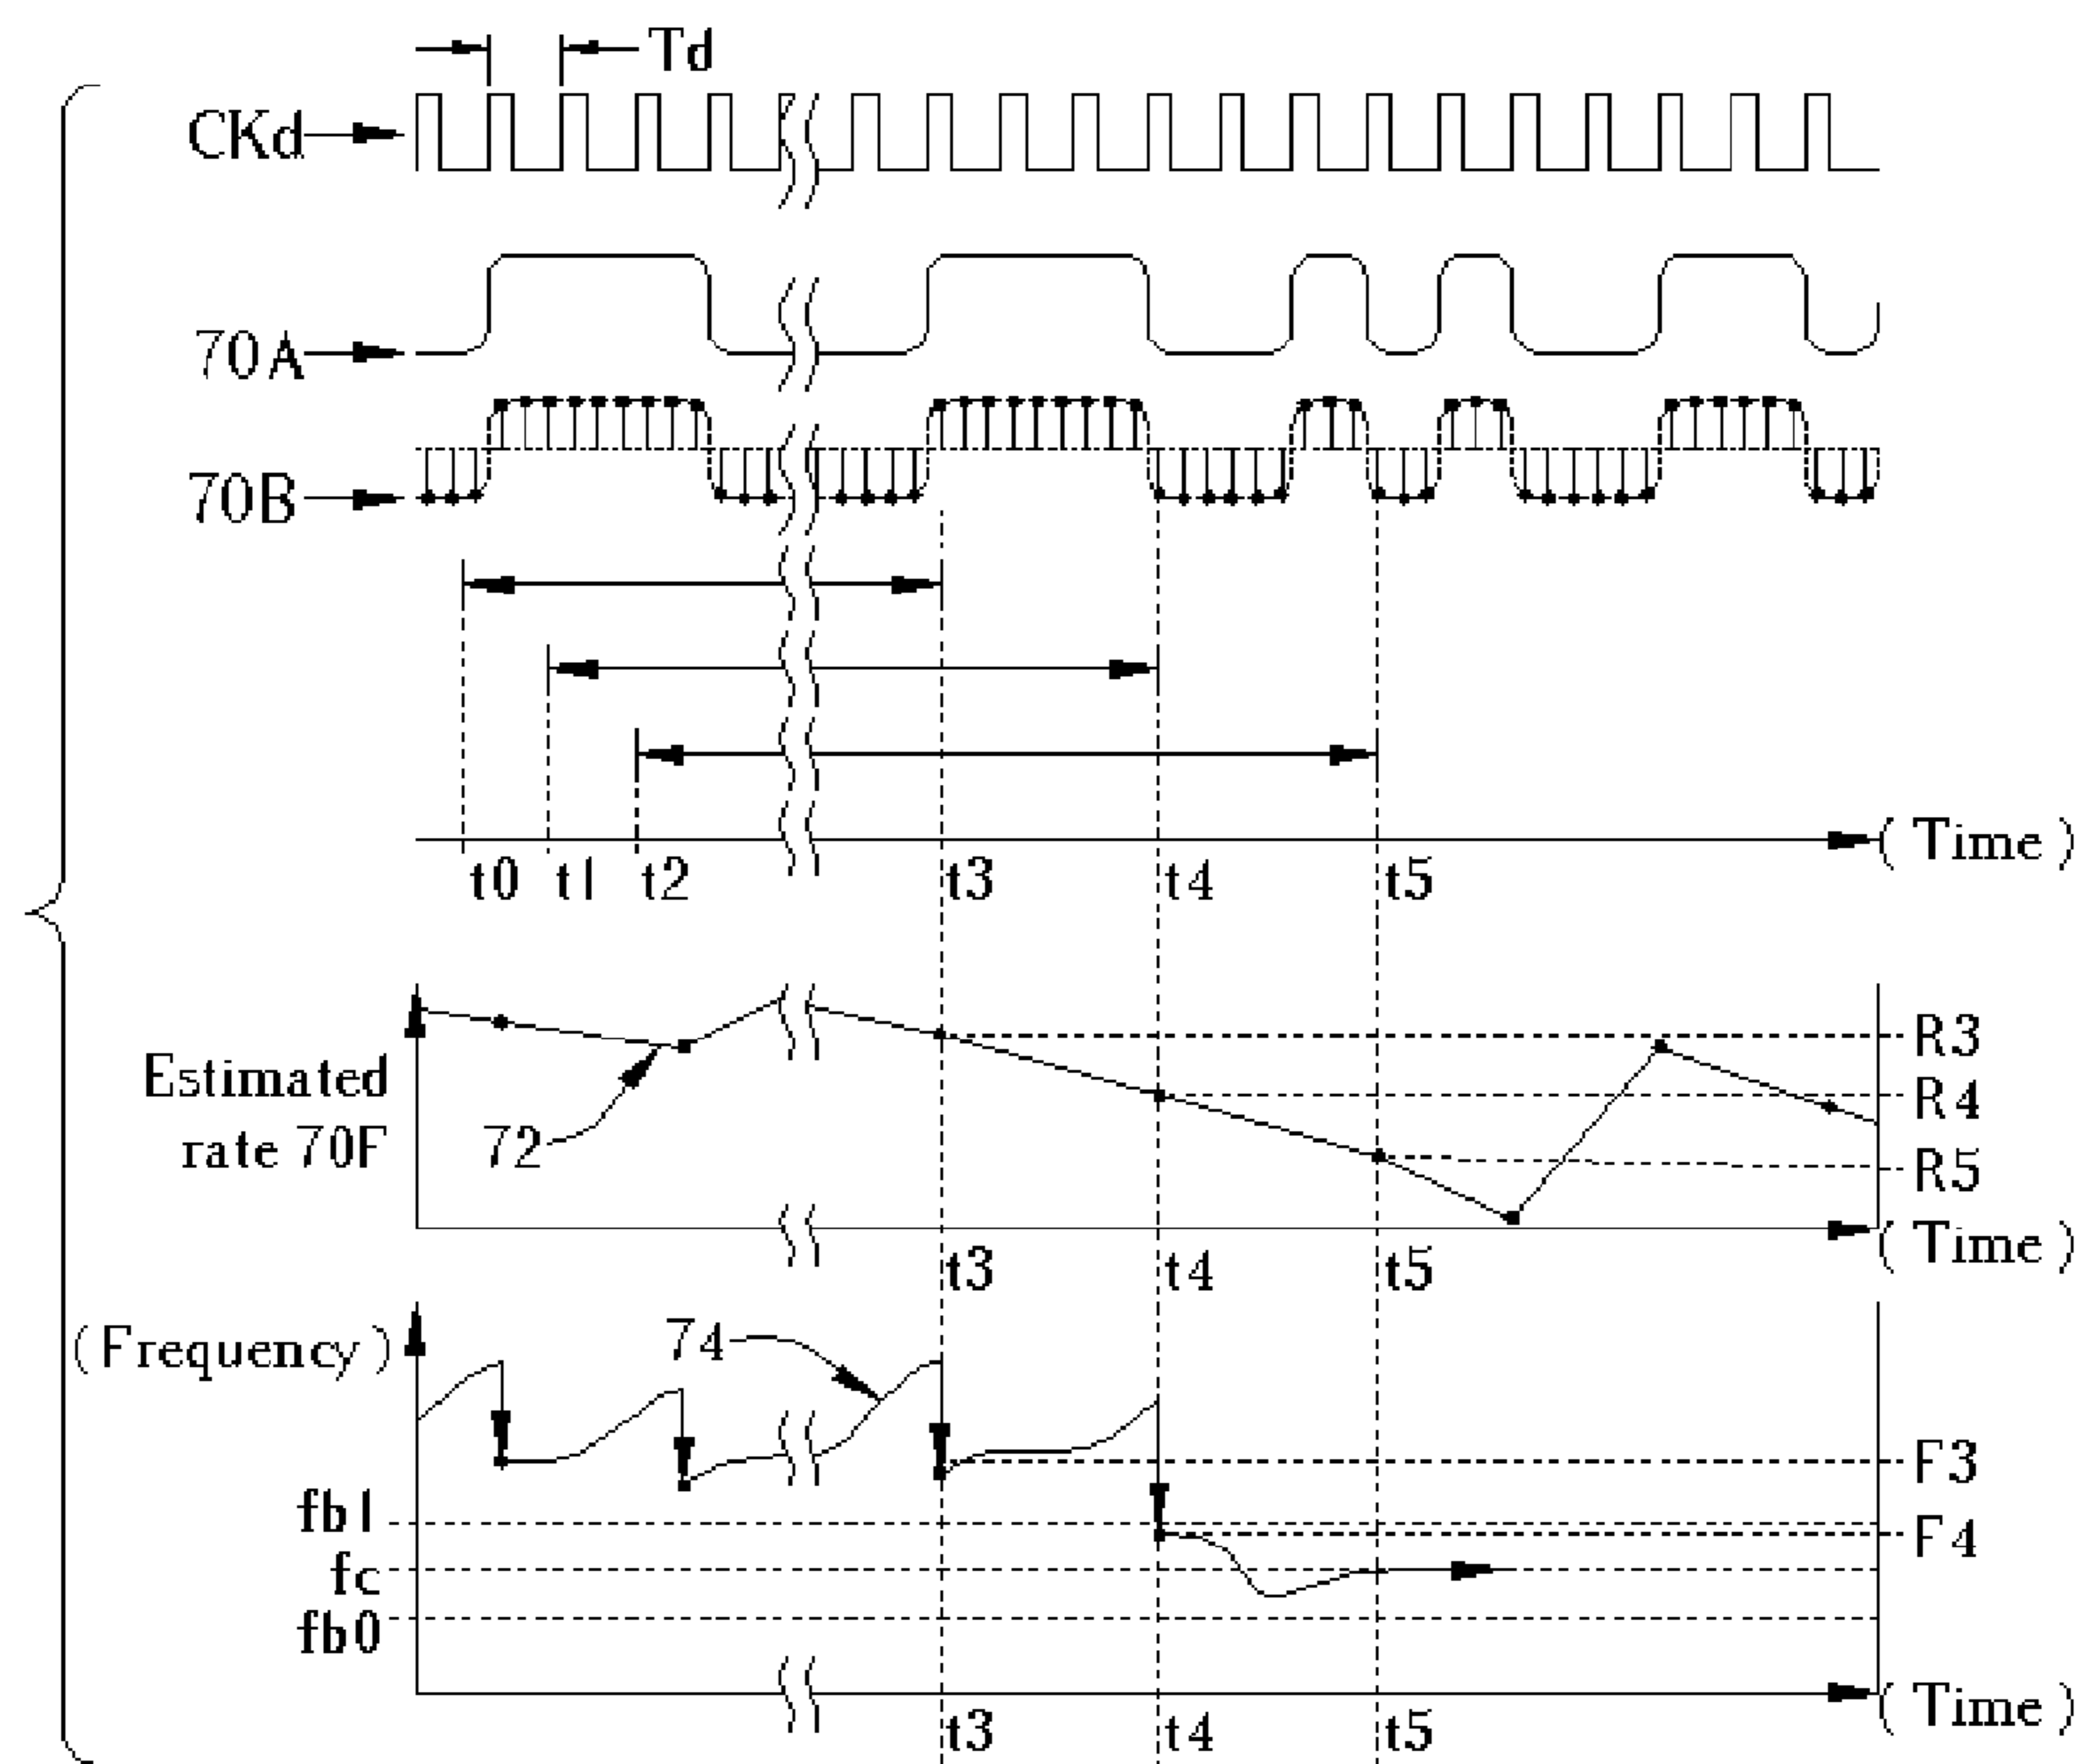 Td
CKd
70A
70B
(Time)
t0 t1 t2 t3 t4 t5
Estimated
rate 70F
72
R3
R4
R5
(Time)
t3 t4 t5
(Frequency)
74
F3
fb1
F4
fc
fb0
(Time)
t3 t4 t5